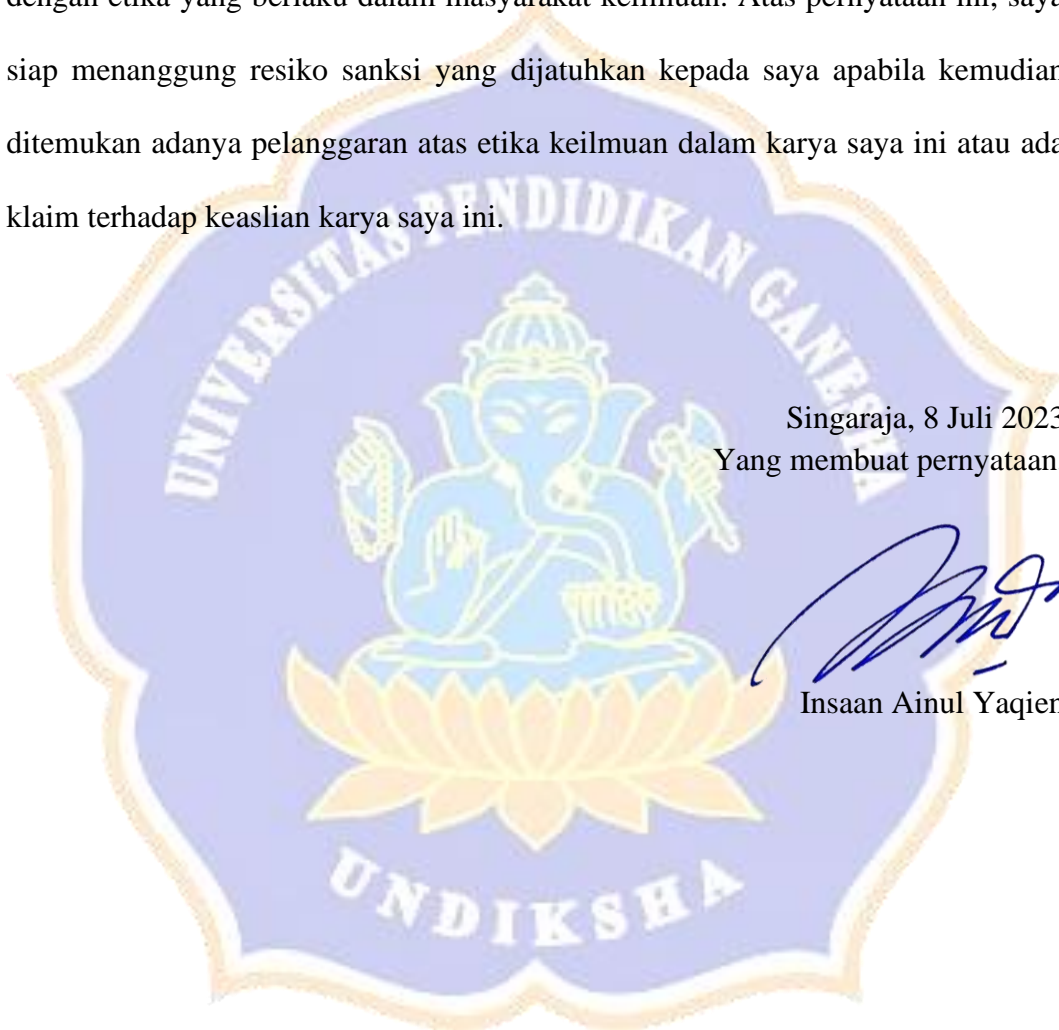 dengan etika yang berlaku dalam masyarakat keilmuan. Atas pernyataan ini, saya
siap menanggung resiko sanksi yang dijatuhkan kepada saya apabila kemudian
ditemukan adanya pelanggaran atas etika keilmuan dalam karya saya ini atau ada
klaim terhadap keaslian karya saya ini.
UNIVERSITAS PENDIDIKAN GANESHA
Singaraja, 8 Juli 2023
Yang membuat pernyataan
Insaan Ainul Yaqien
UNDIKSHA